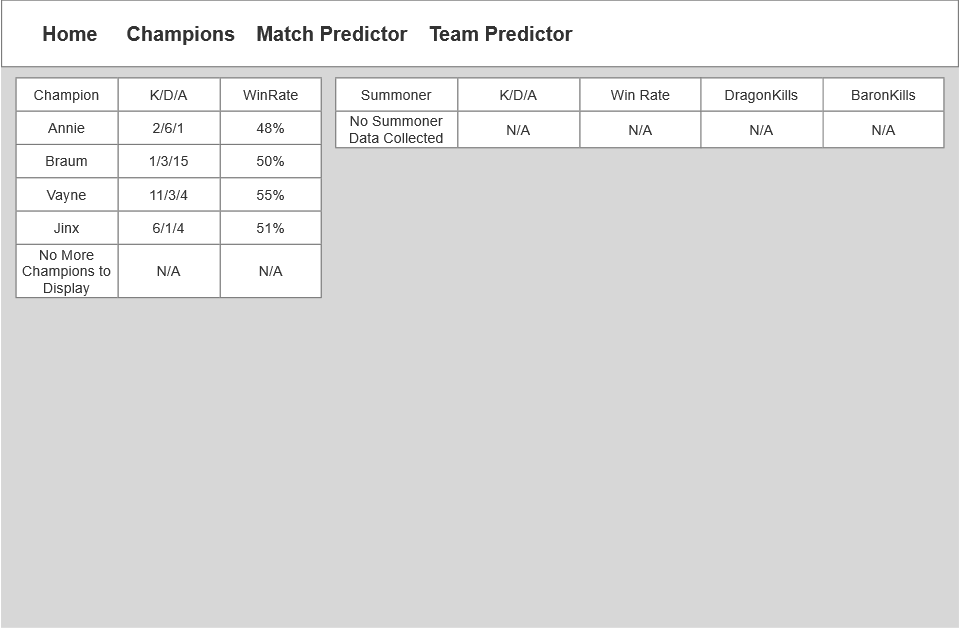 Home Champions Match Predictor Team Predictor
Champion K/D/A WinRate
Annie 2/6/1 48%
Braum 1/3/15 50%
Vayne 11/3/4 55%
Jinx 6/1/4 51%
No More
Champions to N/A N/A
Display
Summoner K/D/A Win Rate DragonKills BaronKills
No Summoner
Data Collected N/A N/A N/A N/A